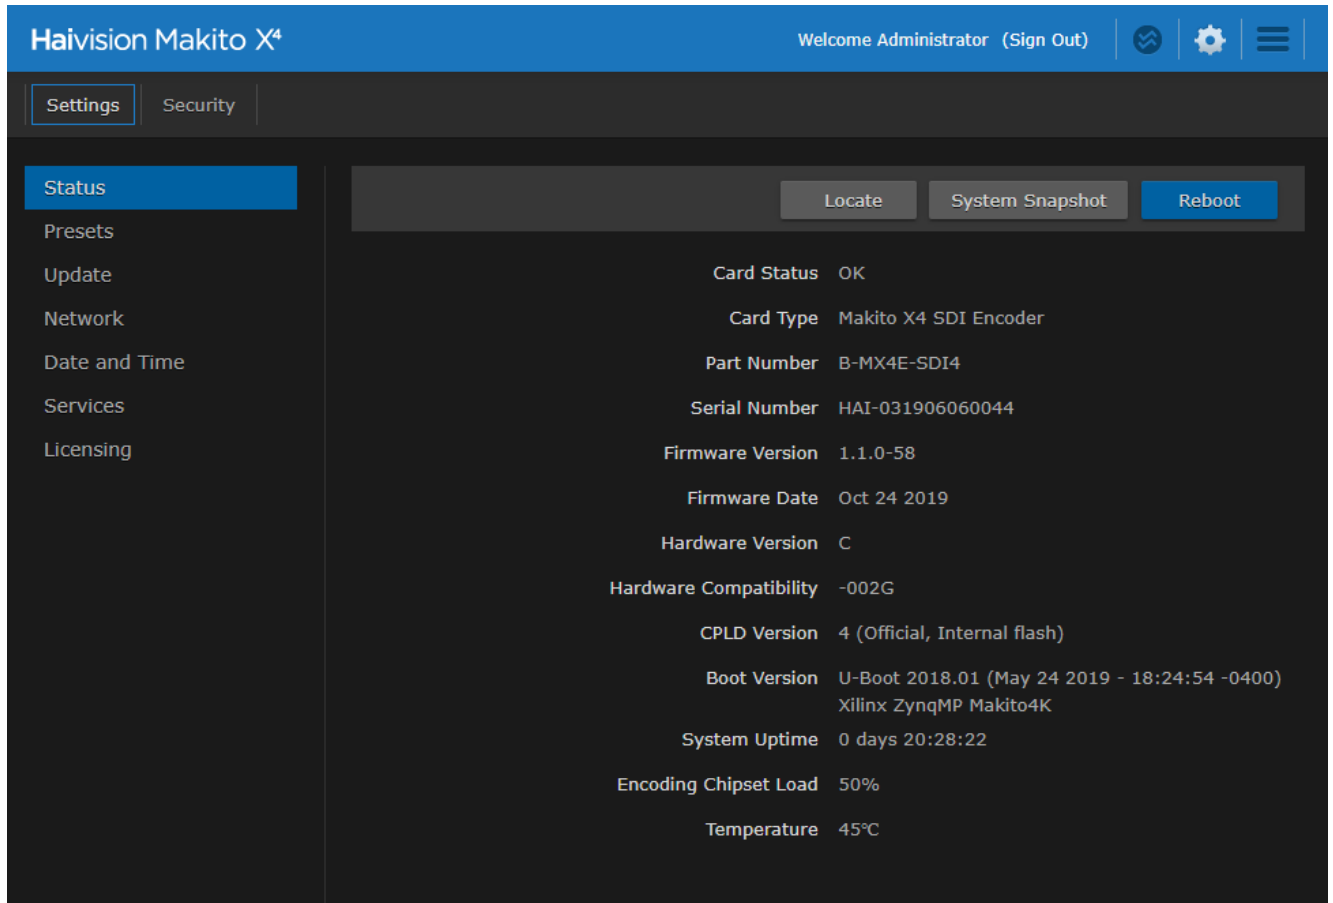 Haivision Makito X4
Welcome Administrator (Sign Out)
Settings Security
Status
Presets
Update
Network
Date and Time
Services
Licensing
Locate System Snapshot Reboot
Card Status OK
Card Type Makito X4 SDI Encoder
Part Number B-MX4E-SDI4
Serial Number HAI-031906060044
Firmware Version 1.1.0-58
Firmware Date Oct 24 2019
Hardware Version C
Hardware Compatibility -002G
CPLD Version 4 (Official, Internal flash)
Boot Version U-Boot 2018.01 (May 24 2019 - 18:24:54 -0400)
Xilinx ZynqMP Makito4K
System Uptime 0 days 20:28:22
Encoding Chipset Load 50%
Temperature 45℃